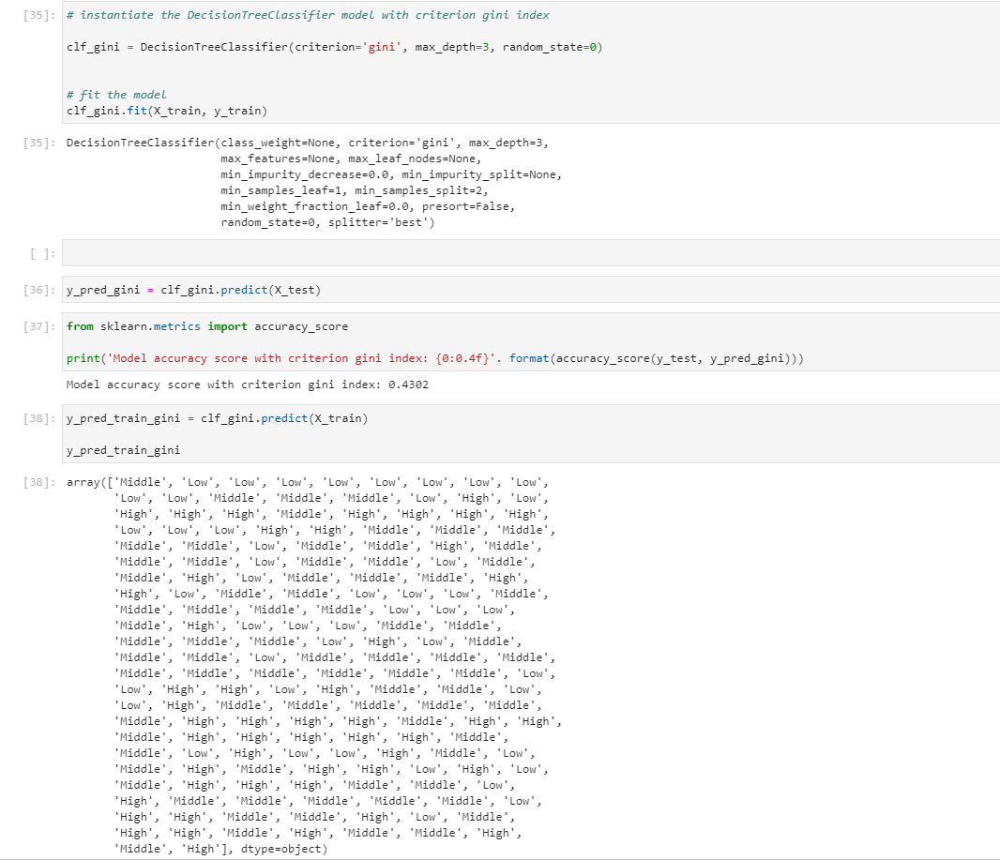 [35]: # instantiate the DecisionTreeClassifier model with criterion gini index
clf_gini = DecisionTreeClassifier(criterion='gini', max_depth=3, random_state=0)
# fit the model
clf_gini.fit(X_train, y_train)
[35]: DecisionTreeClassifier(class_weight=None, criterion='gini', max_depth=3,
max_features=None, max_leaf_nodes=None,
min_impurity_decrease=0.0, min_impurity_split=None,
min_samples_leaf=1, min_samples_split=2,
min_weight_fraction_leaf=0.0, presort=False,
random_state=0, splitter='best')
[ ]:
[36]: y_pred_gini = clf_gini.predict(X_test)
[37]: from sklearn.metrics import accuracy_score
print('Model accuracy score with criterion gini index: {0:0.4f}'. format(accuracy_score(y_test, y_pred_gini)))
Model accuracy score with criterion gini index: 0.4302
[38]: y_pred_train_gini = clf_gini.predict(X_train)
y_pred_train_gini
[38]: array(['Middle', 'Low', 'Low', 'Low', 'Low', 'Low', 'Low', 'Low', 'Low',
'Low', 'Low', 'Middle', 'Middle', 'Middle', 'Low', 'High', 'Low',
'High', 'High', 'High', 'Middle', 'High', 'High', 'High', 'High',
'Low', 'Low', 'Low', 'High', 'High', 'Middle', 'Middle', 'Middle',
'Middle', 'Middle', 'Low', 'Middle', 'Middle', 'High', 'Middle',
'Middle', 'Middle', 'Low', 'Middle', 'Middle', 'Low', 'Middle',
'Middle', 'High', 'Low', 'Middle', 'Middle', 'Middle', 'High',
'High', 'Low', 'Middle', 'Middle', 'Low', 'Low', 'Low', 'Middle',
'Middle', 'Middle', 'Middle', 'Middle', 'Low', 'Low', 'Low',
'Middle', 'High', 'Low', 'Low', 'Low', 'Middle', 'Middle',
'Middle', 'Middle', 'Middle', 'Low', 'High', 'Low', 'Middle',
'Middle', 'Middle', 'Low', 'Middle', 'Middle', 'Middle', 'Middle',
'Middle', 'Middle', 'Middle', 'Middle', 'Middle', 'Middle', 'Low',
'Low', 'High', 'High', 'Low', 'High', 'Middle', 'Middle', 'Low',
'Low', 'High', 'Middle', 'Middle', 'Middle', 'Middle', 'Middle',
'Middle', 'High', 'High', 'High', 'High', 'Middle', 'High', 'High',
'Middle', 'High', 'High', 'High', 'High', 'High', 'Middle',
'Middle', 'Low', 'High', 'Low', 'Low', 'High', 'Middle', 'Low',
'Middle', 'High', 'Middle', 'High', 'High', 'Low', 'High', 'Low',
'Middle', 'High', 'High', 'High', 'Middle', 'Middle', 'Low',
'High', 'Middle', 'Middle', 'Middle', 'Middle', 'Middle', 'Low',
'High', 'High', 'Middle', 'Middle', 'High', 'Low', 'Middle',
'High', 'High', 'Middle', 'High', 'Middle', 'Middle', 'High',
'Middle', 'High'], dtype=object)